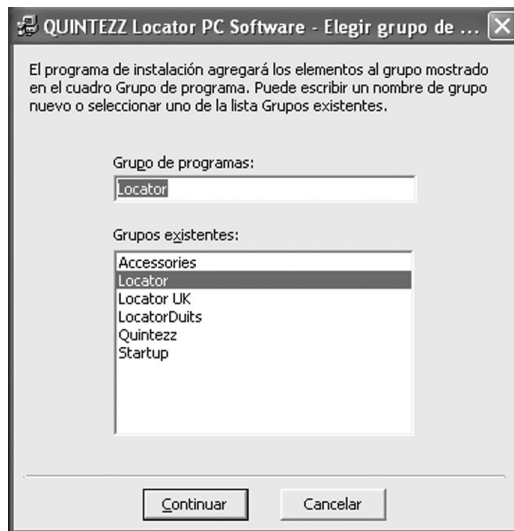 QUINTEZZ Locator PC Software - Elegir grupo de ...
El programa de instalación agregará los elementos al grupo mostrado
en el cuadro Grupo de programa. Puede escribir un nombre de grupo
nuevo o seleccionar uno de la lista Grupos existentes.
Grupo de programas:
Locator
Grupos existentes:
Accessories
Locator
Locator UK
LocatorDuits
Quintezz
Startup
Continuar
Cancelar